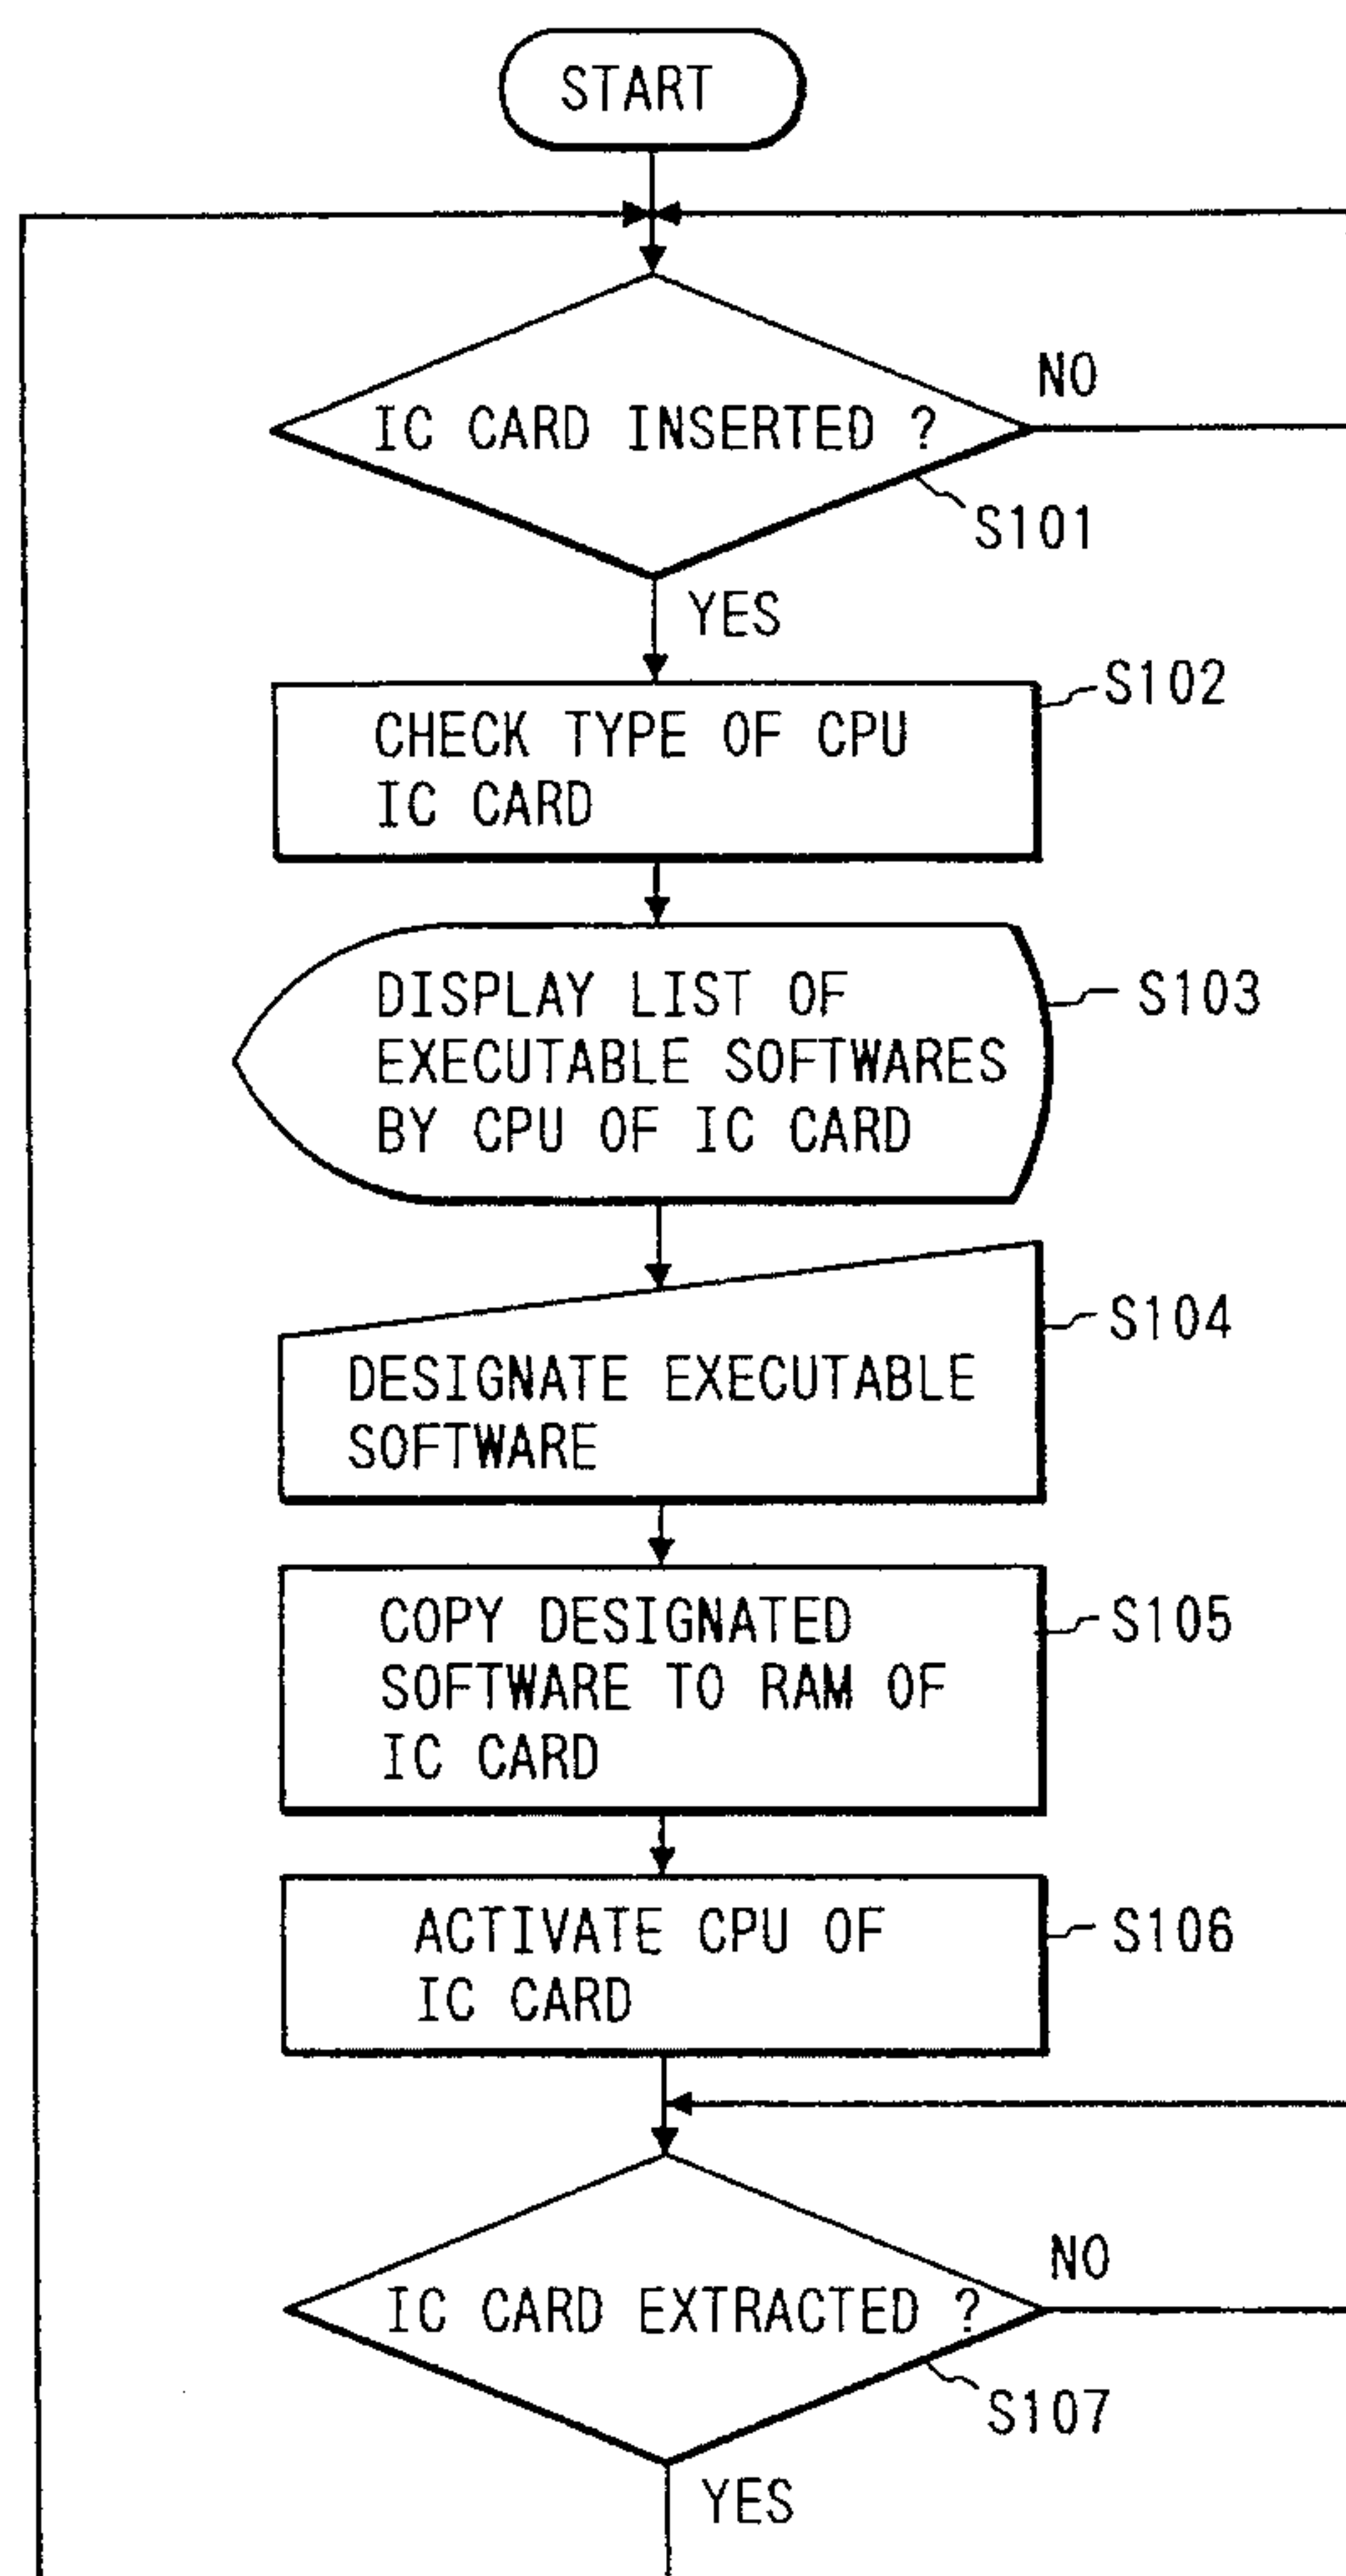 START
NO
IC CARD INSERTED ?
S101
YES
S102
CHECK TYPE OF CPU
IC CARD
S103
DISPLAY LIST OF
EXECUTABLE SOFTWARES
BY CPU OF IC CARD
S104
DESIGNATE EXECUTABLE
SOFTWARE
S105
COPY DESIGNATED
SOFTWARE TO RAM OF
IC CARD
S106
ACTIVATE CPU OF
IC CARD
NO
IC CARD EXTRACTED ?
S107
YES